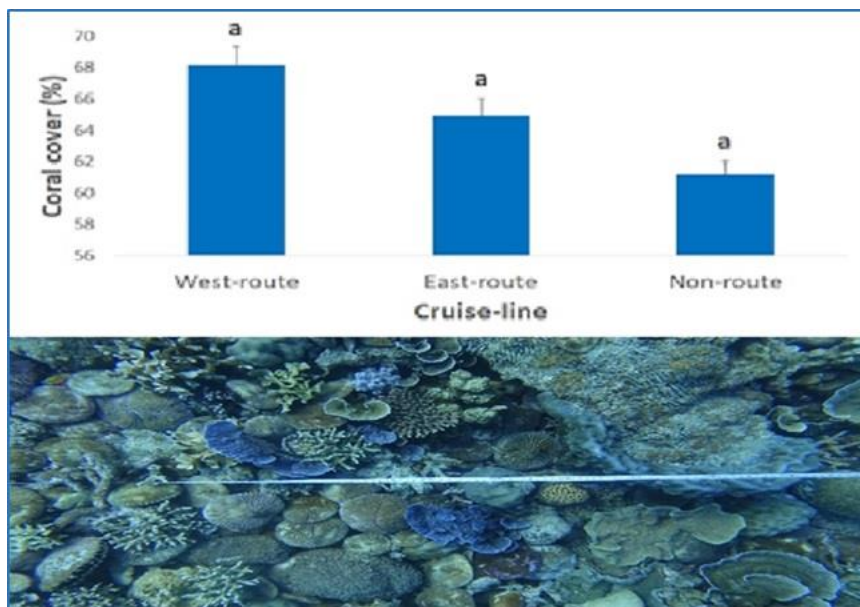 70
68
66
64
62
60
58
56
Coral cover (%)
a
a
a
West-route
East-route
Non-route
Cruise-line